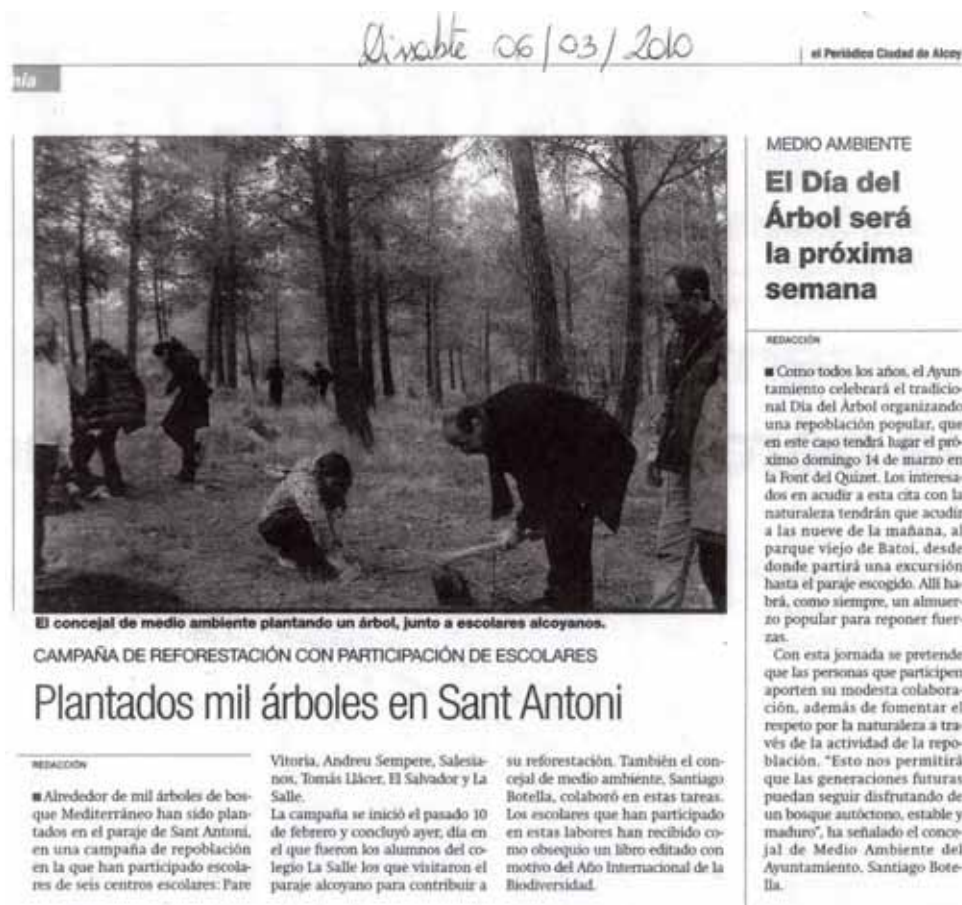 Dissabte 06/03/2010
el Periódico Ciudad de Alcoy
nia
El concejal de medio ambiente plantando un árbol, junto a escolares alcoyanos.
CAMPAÑA DE REFORESTACIÓN CON PARTICIPACIÓN DE ESCOLARES
Plantados mil árboles en Sant Antoni
REDACCIÓN
■ Alrededor de mil árboles de bos-
que Mediterráneo han sido plan-
tados en el paraje de Sant Antoni,
en una campaña de repoblación
en la que han participado escola-
res de seis centros escolares: Pare
Vitoria, Andreu Sempere, Salesia-
nos, Tomás Llácer, El Salvador y La
Salle.
La campaña se inició el pasado 10
de febrero y concluyó ayer, día en
el que fueron los alumnos del co-
legio La Salle los que visitaron el
paraje alcoyano para contribuir a
su reforestación. También el con-
cejal de medio ambiente, Santiago
Botella, colaboró en estas tareas.
Los escolares que han participado
en estas labores han recibido co-
mo obsequio un libro editado con
motivo del Año Internacional de la
Biodiversidad.
MEDIO AMBIENTE
El Día del
Árbol será
la próxima
semana
REDACCIÓN
■ Como todos los años, el Ayun-
tamiento celebrará el tradicio-
nal Día del Árbol organizando
una repoblación popular, que
en este caso tendrá lugar el pró-
ximo domingo 14 de marzo en
la Font del Quizet. Los interesa-
dos en acudir a esta cita con la
naturaleza tendrán que acudir
a las nueve de la mañana, al
parque viejo de Batoi, desde
donde partirá una excursión
hasta el paraje escogido. Allí ha-
brá, como siempre, un almuer-
zo popular para reponer fuer-
zas.
Con esta jornada se pretende
que las personas que participen
aporten su modesta colabora-
ción, además de fomentar el
respeto por la naturaleza a tra-
vés de la actividad de la repo-
blación. "Esto nos permitirá
que las generaciones futuras
puedan seguir disfrutando de
un bosque autóctono, estable y
maduro", ha señalado el conce-
jal de Medio Ambiente del
Ayuntamiento, Santiago Bote-
lla.